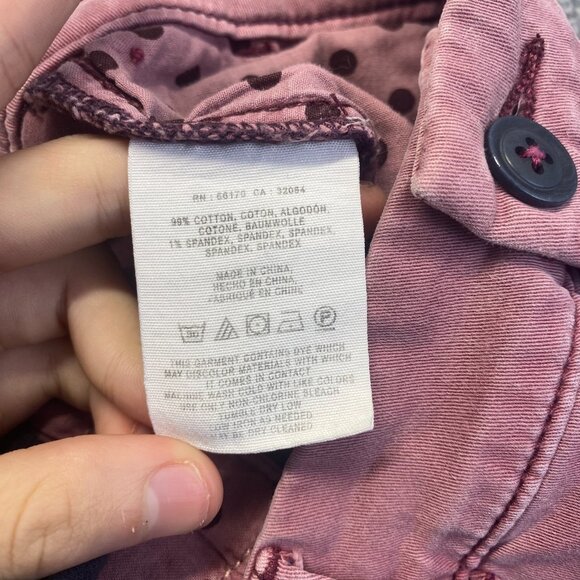 RN : 66170 CA : 32084
99% COTTON, COTON, ALGODÓN,
COTONE, BAUMWOLLE
1% SPANDEX, SPANDEX, SPANDEX,
SPANDEX, SPANDEX
MADE IN CHINA
HECHO EN CHINA
FABRIQUÉ EN CHINE
30 P
THIS GARMENT CONTAINS DYE WHICH
MAY DISCOLOR MATERIALS WITH WHICH
IT COMES IN CONTACT
MACHINE WASH COLD WITH LIKE COLORS
USE ONLY NON CHLORINE BLEACH
TUMBLE DRY LOW
LOW IRON AS NEEDED
MAY BE DRY CLEANED